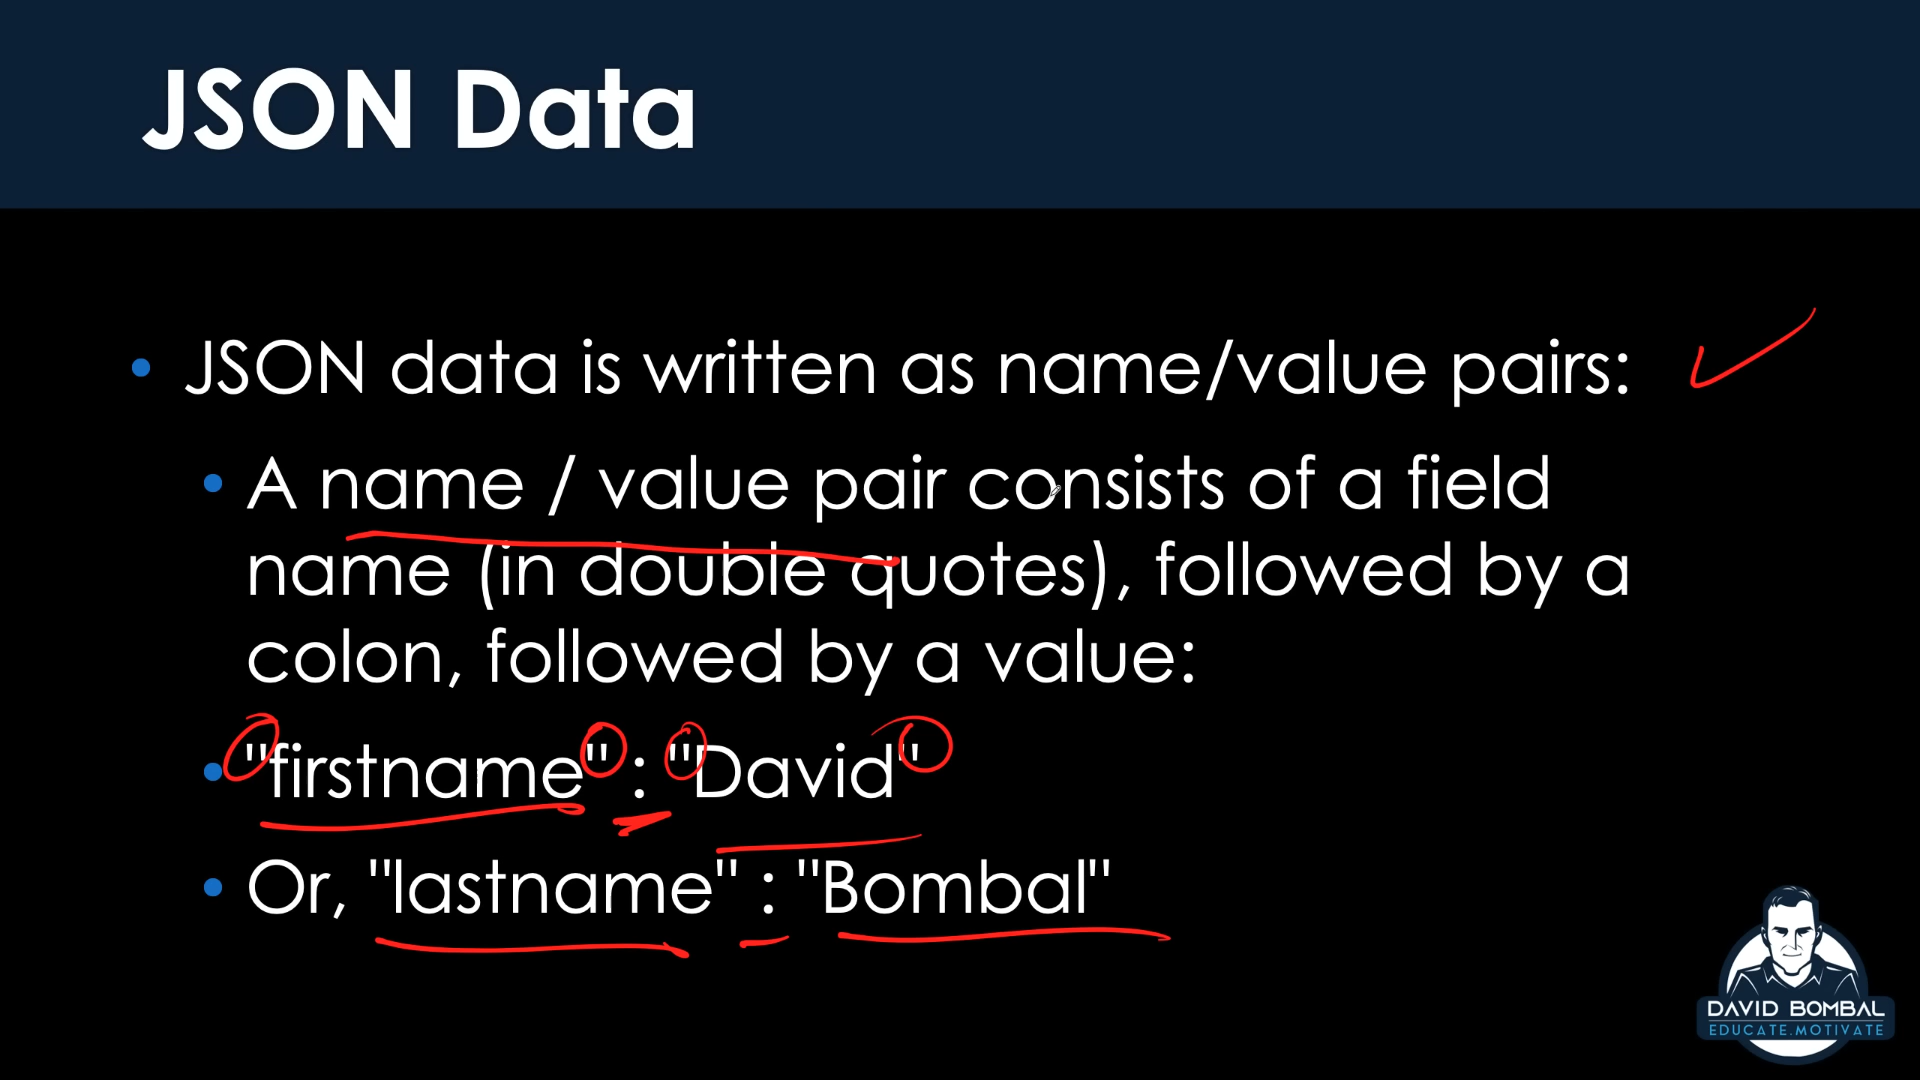 JSON Data
JSON data is written as name/value pairs:
A name / value pair consists of a field
name (in double quotes), followed by a
colon, followed by a value:
"firstname" : "David"
Or, "lastname" : "Bombal"
DAVID BOMBAL
EDUCATE.MOTIVATE